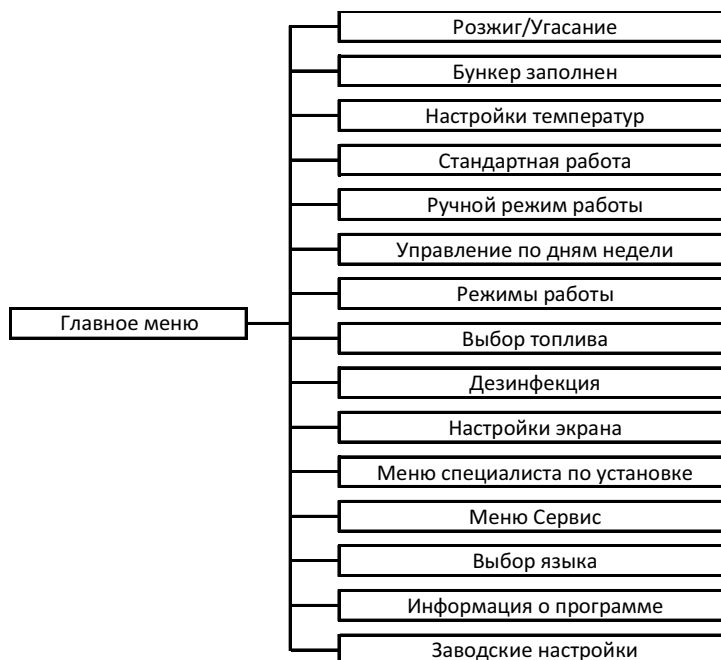 Розжиг/Угасание
Бункер заполнен
Настройки температур
Стандартная работа
Ручной режим работы
Управление по дням недели
Режимы работы
Главное меню
Выбор топлива
Дезинфекция
Настройки экрана
Меню специалиста по установке
Меню Сервис
Выбор языка
Информация о программе
Заводские настройки